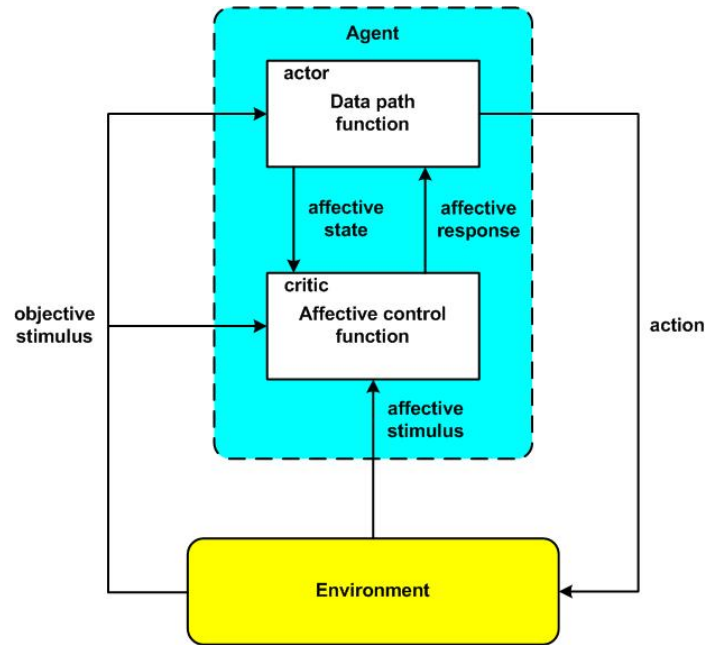 Agent
actor
Data path
function
affective
state
affective
response
critic
Affective control
function
objective
stimulus
action
affective
stimulus
Environment